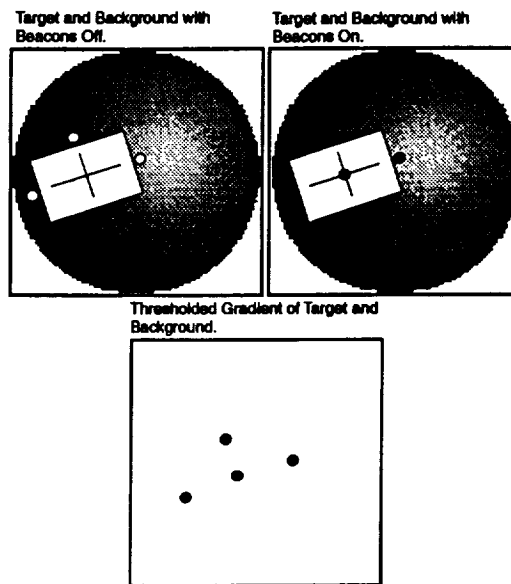 Target and Background with
Beacons Off.
Target and Background with
Beacons On.
Thresholded Gradient of Target and
Background.